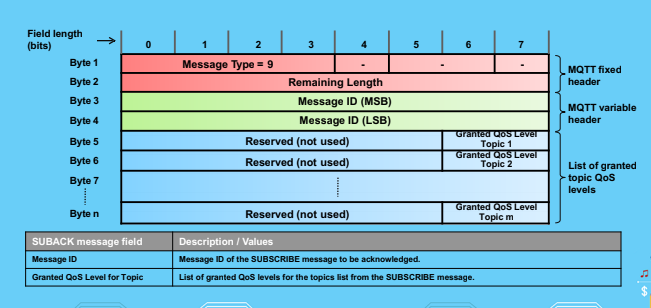 Field length
(bits)
0 1 2 3 4 5 6 7
Byte 1 Message Type = 9 - - -
MQTT fixed
header
Byte 2 Remaining Length
Byte 3 Message ID (MSB)
MQTT variable
header
Byte 4 Message ID (LSB)
Byte 5 Reserved (not used) Granted QoS Level
Topic 1
Byte 6 Reserved (not used) Granted QoS Level
Topic 2
List of granted
topic QoS
levels
Byte 7
Byte n Reserved (not used) Granted QoS Level
Topic m
SUBACK message field Description / Values
Message ID Message ID of the SUBSCRIBE message to be acknowledged.
Granted QoS Level for Topic List of granted QoS levels for the topics list from the SUBSCRIBE message.
$